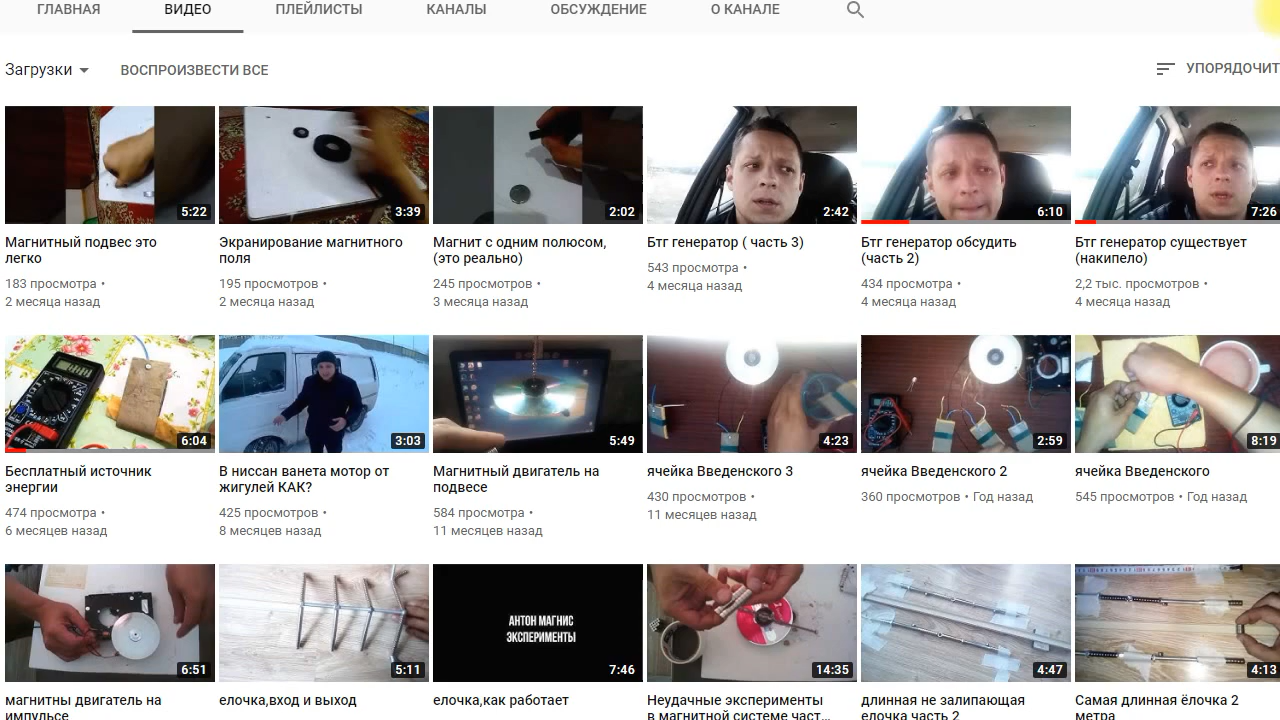 ГЛАВНАЯ ВИДЕО ПЛЕЙЛИСТЫ КАНАЛЫ ОБСУЖДЕНИЕ О КАНАЛЕ
Загрузки ВОСПРОИЗВЕСТИ ВСЕ УПОРЯДОЧИТ
5:22 3:39 2:02 2:42 6:10 7:26
Магнитный подвес это
легко
183 просмотра •
2 месяца назад
Экранирование магнитного
поля
195 просмотров •
2 месяца назад
Магнит с одним полюсом,
(это реально)
245 просмотров •
3 месяца назад
Бтг генератор ( часть 3)
543 просмотра •
4 месяца назад
Бтг генератор обсудить
(часть 2)
434 просмотра •
4 месяца назад
Бтг генератор существует
(накипело)
2,2 тыс. просмотров •
4 месяца назад
6:04 3:03 5:49 4:23 2:59 8:19
Бесплатный источник
энергии
474 просмотра •
6 месяцев назад
В ниссан ванета мотор от
жигулей КАК?
425 просмотров •
8 месяцев назад
Магнитный двигатель на
подвесе
584 просмотра •
11 месяцев назад
ячейка Введенского 3
430 просмотров •
11 месяцев назад
ячейка Введенского 2
360 просмотров • Год назад
ячейка Введенского
545 просмотров • Год назад
АНТОН МАГНИС
ЭКСПЕРИМЕНТЫ
6:51 5:11 7:46 14:35 4:47 4:13
магнитны двигатель на
импульсе
елочка,вход и выход
елочка,как работает
Неудачные эксперименты
в магнитной системе част...
длинная не залипающая
елочка часть 2
Самая длинная ёлочка 2
метра